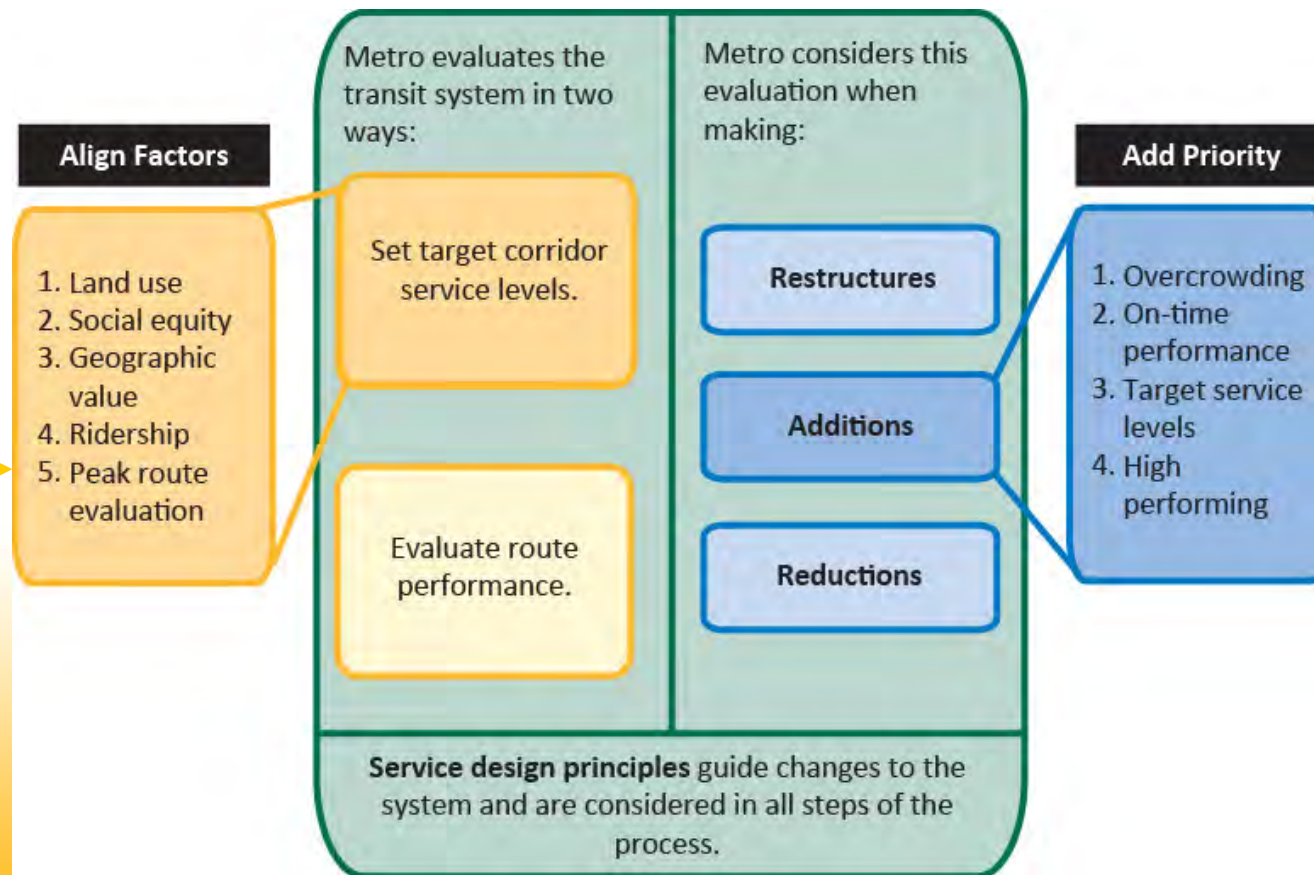 Align Factors
1. Land use
2. Social equity
3. Geographic
value
4. Ridership
5. Peak route
evaluation
Metro evaluates the
transit system in two
ways:
Set target corridor
service levels.
Evaluate route
performance.
Metro considers this
evaluation when
making:
Restructures
Additions
Reductions
Add Priority
1. Overcrowding
2. On-time
performance
3. Target service
levels
4. High
performing
Service design principles guide changes to the
system and are considered in all steps of the
process.